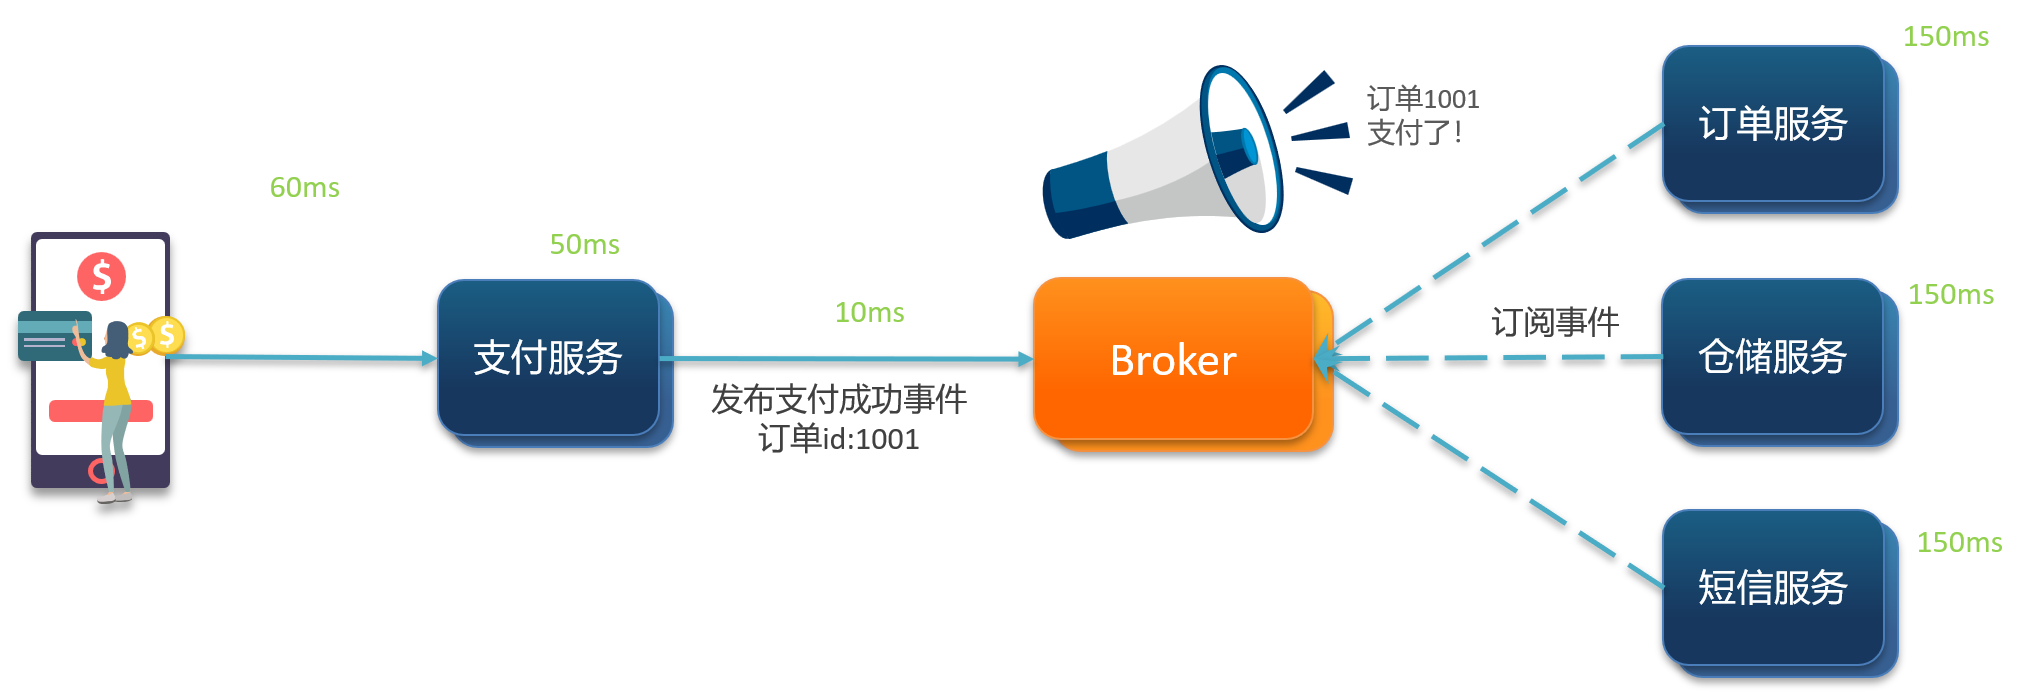 60ms
50ms
支付服务
10ms
发布支付成功事件
订单id:1001
Broker
订单1001
支付了！
订阅事件
150ms
订单服务
150ms
仓储服务
150ms
短信服务
$
$
$